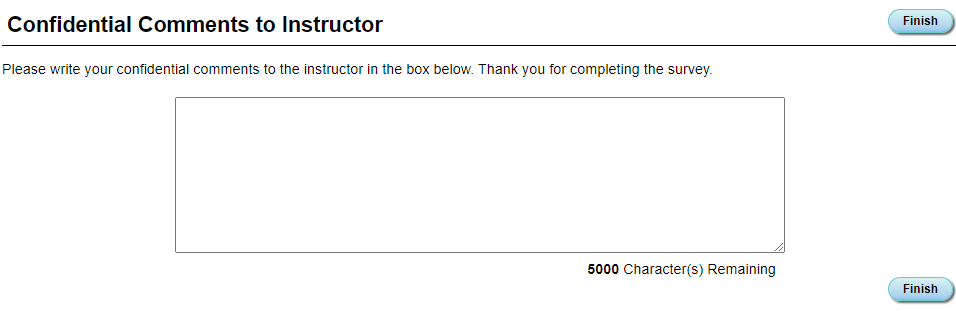 Confidential Comments to Instructor
Finish
Please write your confidential comments to the instructor in the box below. Thank you for completing the survey.
5000 Character(s) Remaining
Finish